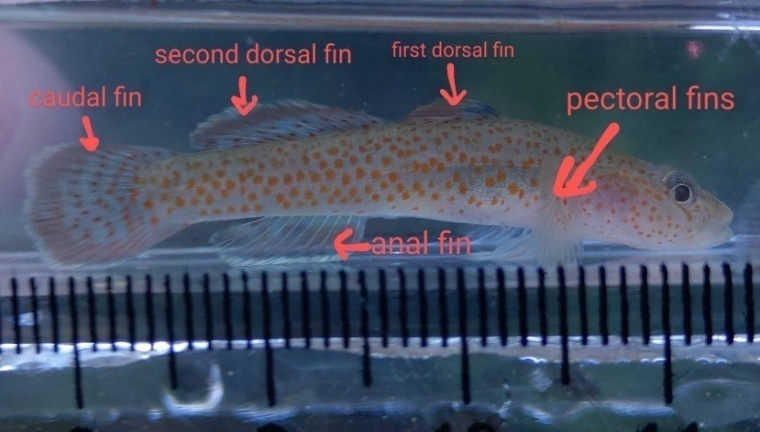 second dorsal fin
first dorsal fin
caudal fin
pectoral fins
anal fin